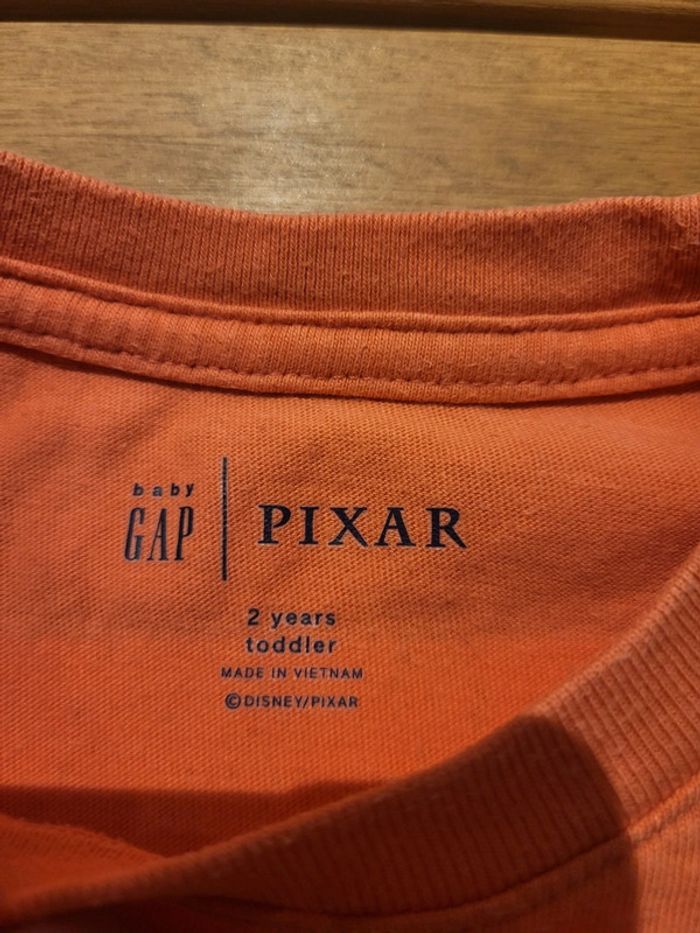 baby
GAP
PIXAR
2 years
toddler
MADE IN VIETNAM
©DISNEY/PIXAR